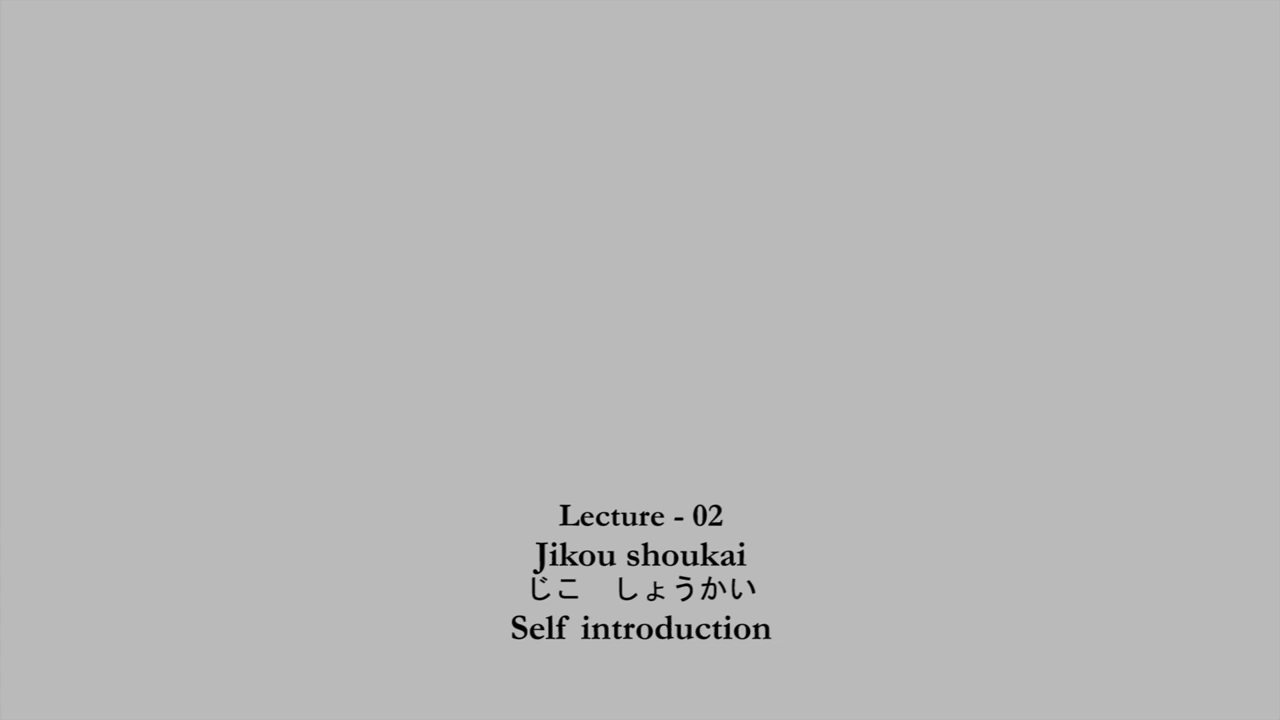 Lecture - 02
Jikou shoukai
じこ　しょうかい
Self introduction